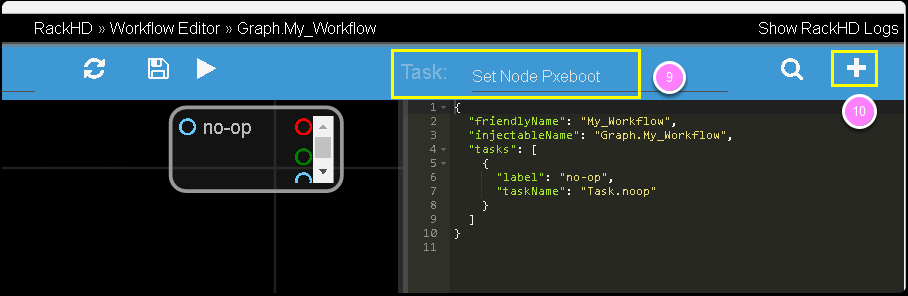 RackHD » Workflow Editor » Graph.My_Workflow
Show RackHD Logs
Task: Set Node Pxeboot
9
10
no-op
1 {
2 "friendlyName": "My_Workflow",
3 "injectableName": "Graph.My_Workflow",
4 "tasks": [
5 {
6 "label": "no-op",
7 "taskName": "Task.noop"
8 }
9 ]
10 }
11